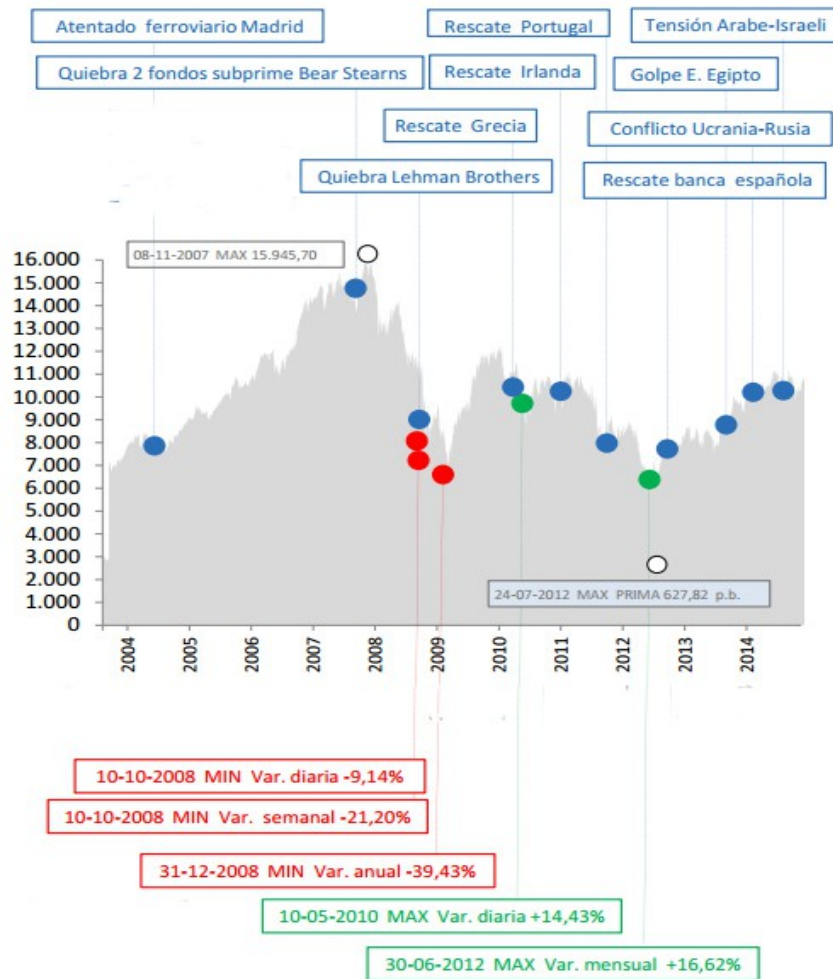 Atentado ferroviario Madrid
Rescate Portugal
Tensión Arabe-Israeli
Quiebra 2 fondos subprime Bear Stearns
Rescate Irlanda
Golpe E. Egipto
Rescate Grecia
Conflicto Ucrania-Rusia
Quiebra Lehman Brothers
Rescate banca española
08-11-2007 MAX 15.945,70
16.000
15.000
14.000
13.000
12.000
11.000
10.000
9.000
8.000
7.000
6.000
5.000
4.000
3.000
2.000
1.000
0
24-07-2012 MAX PRIMA 627,82 p.b.
2004
2005
2006
2007
2008
2009
2010
2011
2012
2013
2014
10-10-2008 MIN Var. diaria -9,14%
10-10-2008 MIN Var. semanal -21,20%
31-12-2008 MIN Var. anual -39,43%
10-05-2010 MAX Var. diaria +14,43%
30-06-2012 MAX Var. mensual +16,62%